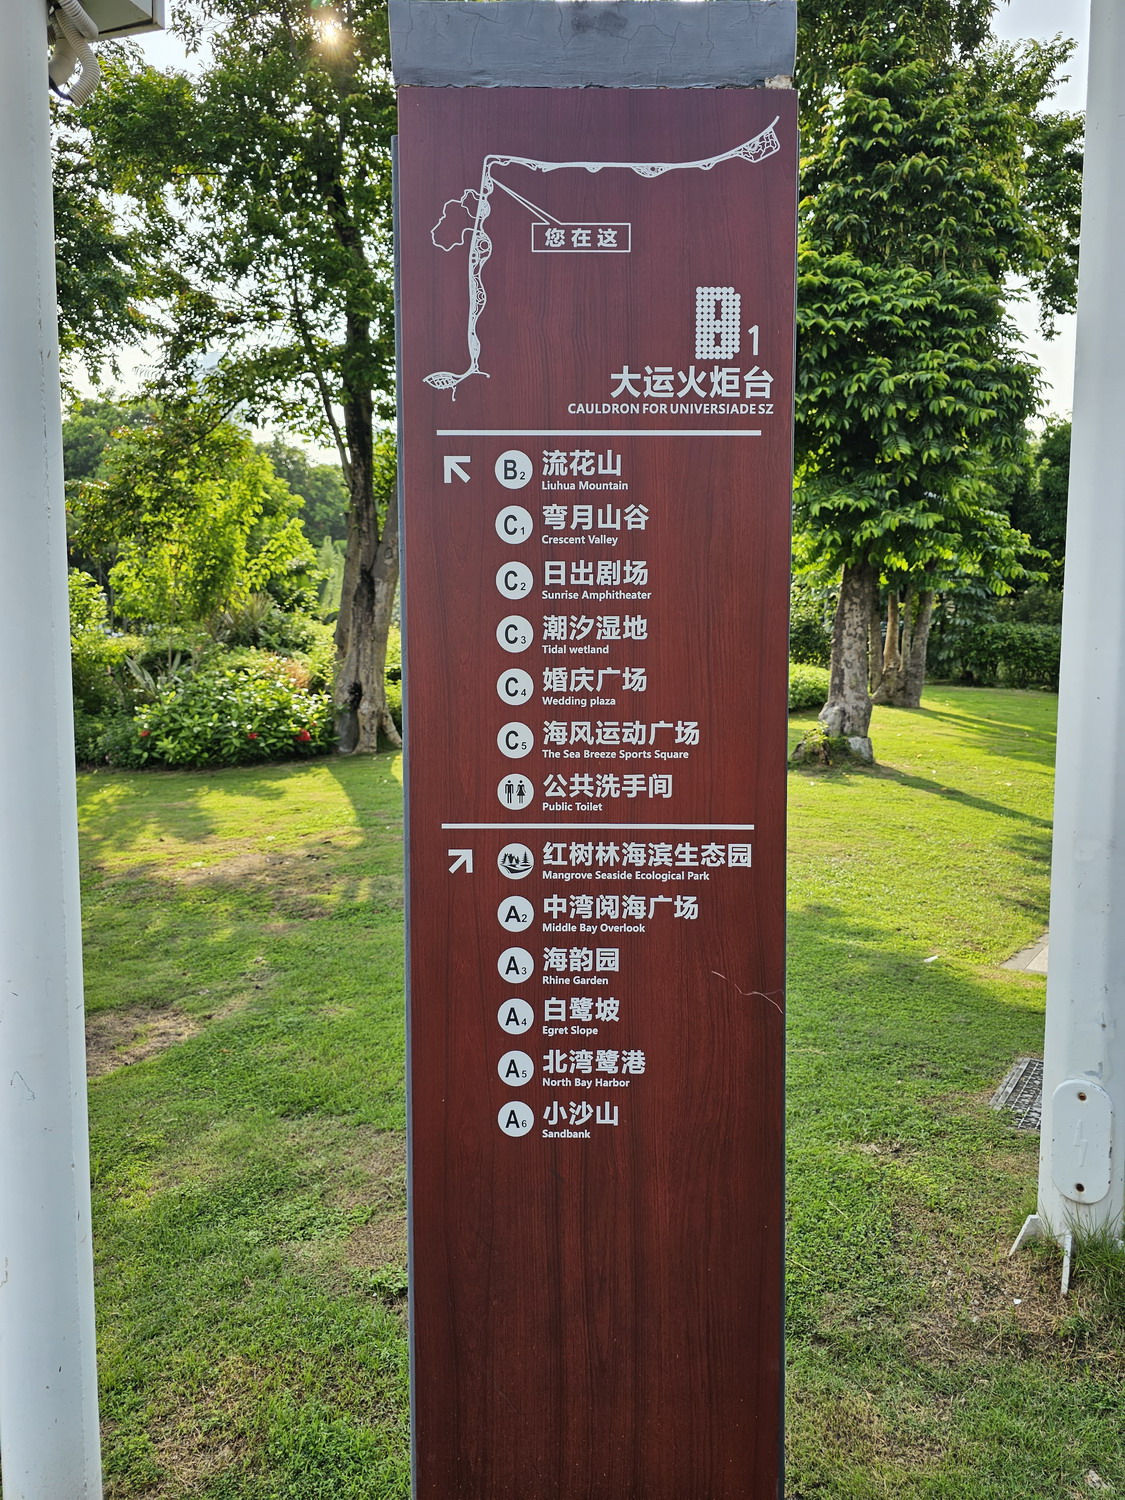 您在这
B1
大运火炬台
CAULDRON FOR UNIVERSIADE SZ
B2 流花山
Liuhua Mountain
C1 弯月山谷
Crescent Valley
C2 日出剧场
Sunrise Amphitheater
C3 潮汐湿地
Tidal wetland
C4 婚庆广场
Wedding plaza
C5 海风运动广场
The Sea Breeze Sports Square
公共洗手间
Public Toilet
红树林海滨生态园
Mangrove Seaside Ecological Park
A2 中湾阅海广场
Middle Bay Overlook
A3 海韵园
Rhine Garden
A4 白鹭坡
Egret Slope
A5 北湾鹭港
North Bay Harbor
A6 小沙山
Sandbank